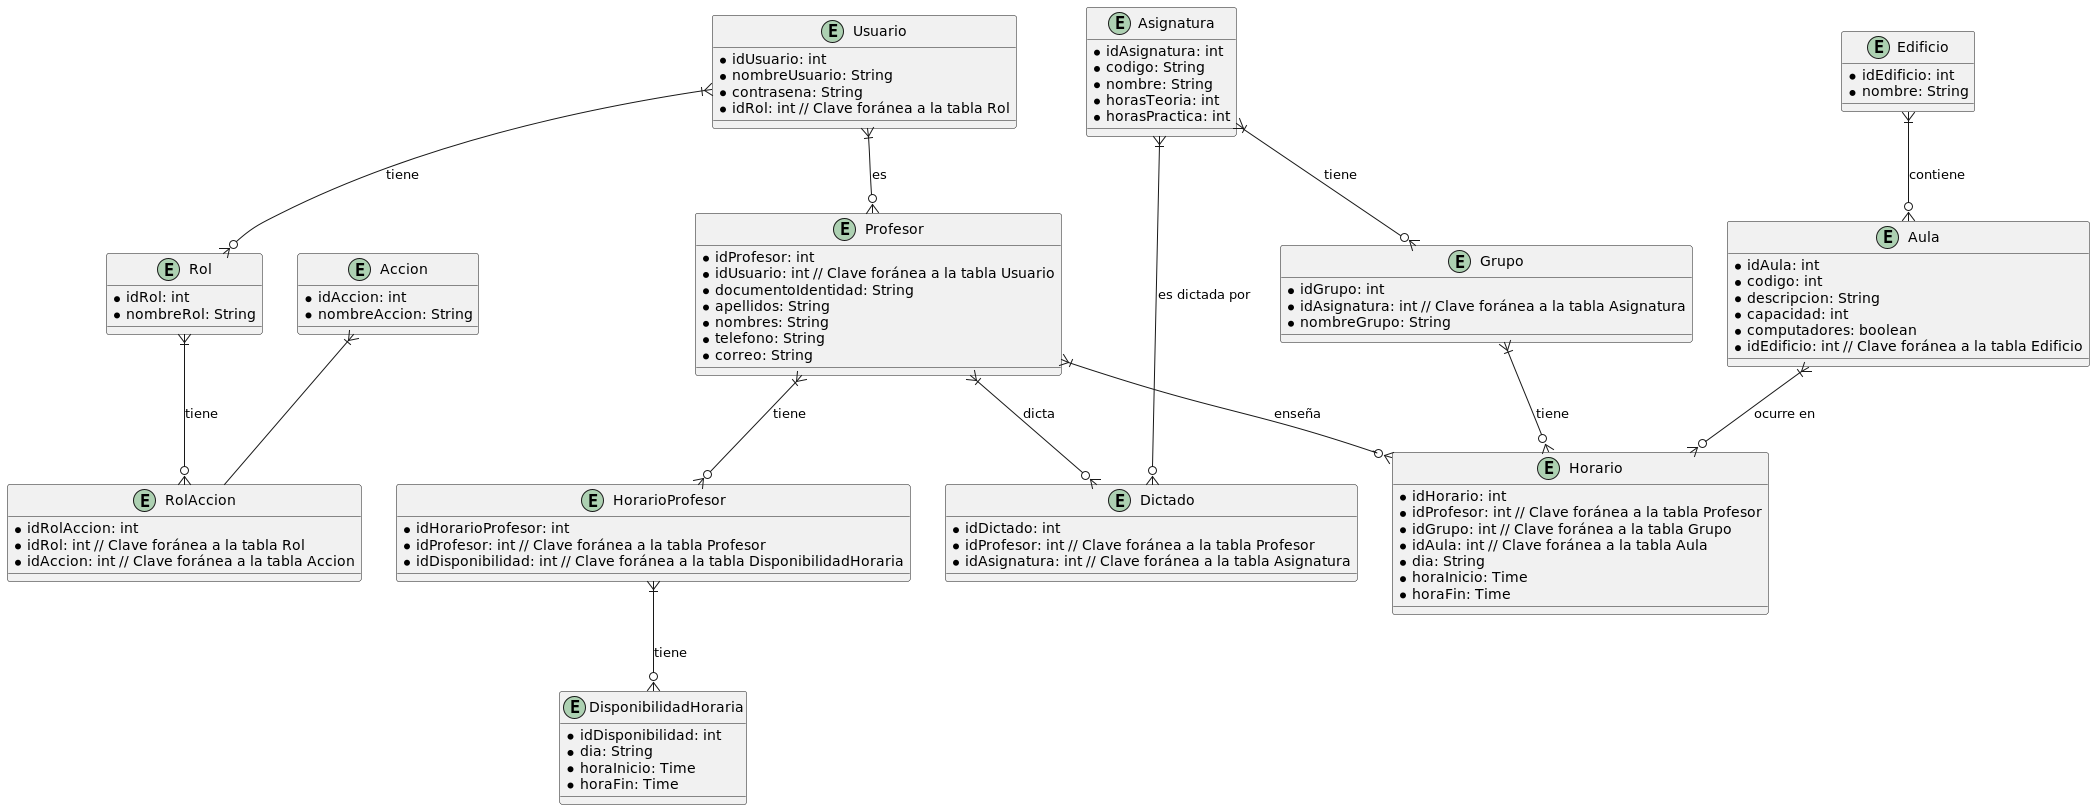 E Usuario
idUsuario: int
nombreUsuario: String
contrasena: String
idRol: int // Clave foránea a la tabla Rol
E Asignatura
idAsignatura: int
codigo: String
nombre: String
horasTeoria: int
horasPractica: int
E Edificio
idEdificio: int
nombre: String
tiene
es
tiene
contiene
E Rol
idRol: int
nombreRol: String
E Accion
idAccion: int
nombreAccion: String
E Profesor
idProfesor: int
idUsuario: int // Clave foránea a la tabla Usuario
documentoIdentidad: String
apellidos: String
nombres: String
telefono: String
correo: String
es dictada por
E Grupo
idGrupo: int
idAsignatura: int // Clave foránea a la tabla Asignatura
nombreGrupo: String
E Aula
idAula: int
codigo: int
descripcion: String
capacidad: int
computadores: boolean
idEdificio: int // Clave foránea a la tabla Edificio
tiene
tiene
dicta
enseña
tiene
ocurre en
E RolAccion
idRolAccion: int
idRol: int // Clave foránea a la tabla Rol
idAccion: int // Clave foránea a la tabla Accion
E HorarioProfesor
idHorarioProfesor: int
idProfesor: int // Clave foránea a la tabla Profesor
idDisponibilidad: int // Clave foránea a la tabla DisponibilidadHoraria
E Dictado
idDictado: int
idProfesor: int // Clave foránea a la tabla Profesor
idAsignatura: int // Clave foránea a la tabla Asignatura
E Horario
idHorario: int
idProfesor: int // Clave foránea a la tabla Profesor
idGrupo: int // Clave foránea a la tabla Grupo
idAula: int // Clave foránea a la tabla Aula
dia: String
horaInicio: Time
horaFin: Time
tiene
E DisponibilidadHoraria
idDisponibilidad: int
dia: String
horaInicio: Time
horaFin: Time